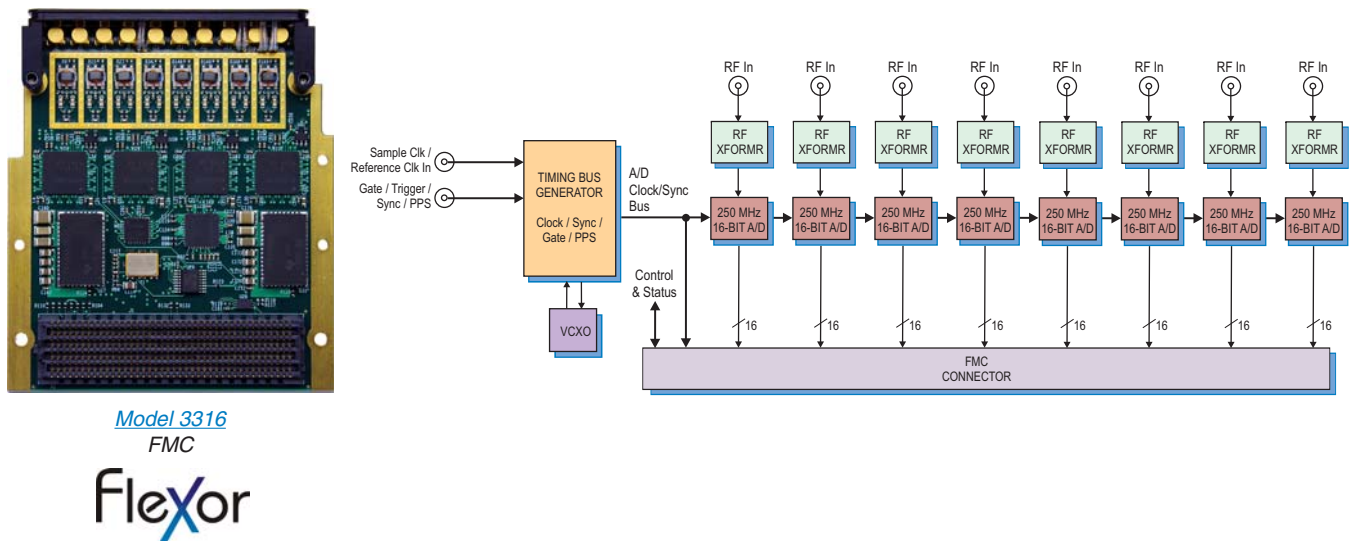 Model 3316
FMC
Flexor
Sample Clk /
Reference Clk In
Gate / Trigger /
Sync / PPS
TIMING BUS
GENERATOR
Clock / Sync /
Gate / PPS
VCXO
A/D
Clock/Sync
Bus
Control
& Status
RF In
RF In
RF In
RF In
RF In
RF In
RF In
RF In
RF
XFORMR
RF
XFORMR
RF
XFORMR
RF
XFORMR
RF
XFORMR
RF
XFORMR
RF
XFORMR
RF
XFORMR
250 MHz
16-BIT A/D
250 MHz
16-BIT A/D
250 MHz
16-BIT A/D
250 MHz
16-BIT A/D
250 MHz
16-BIT A/D
250 MHz
16-BIT A/D
250 MHz
16-BIT A/D
250 MHz
16-BIT A/D
16
16
16
16
16
16
16
16
FMC
CONNECTOR